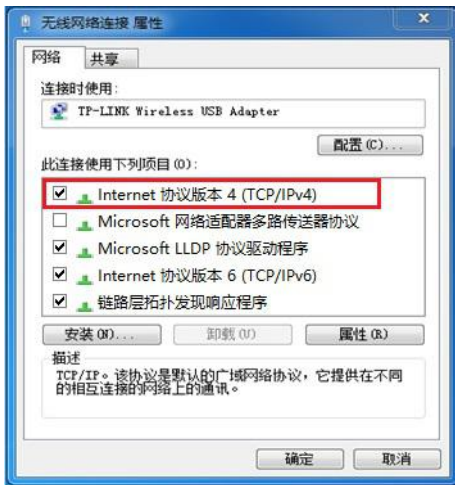 无线网络连接 属性
网络
共享
连接时使用:
TP-LINK Wireless USB Adapter
配置(C)...
此连接使用下列项目(O):
Internet 协议版本 4 (TCP/IPv4)
Microsoft 网络适配器多路传送器协议
Microsoft LLDP 协议驱动程序
Internet 协议版本 6 (TCP/IPv6)
链路层拓扑发现响应程序
安装(N)...
卸载(U)
属性(R)
描述
TCP/IP。该协议是默认的广域网络协议，它提供在不同
的相互连接的网络上的通讯。
确定
取消